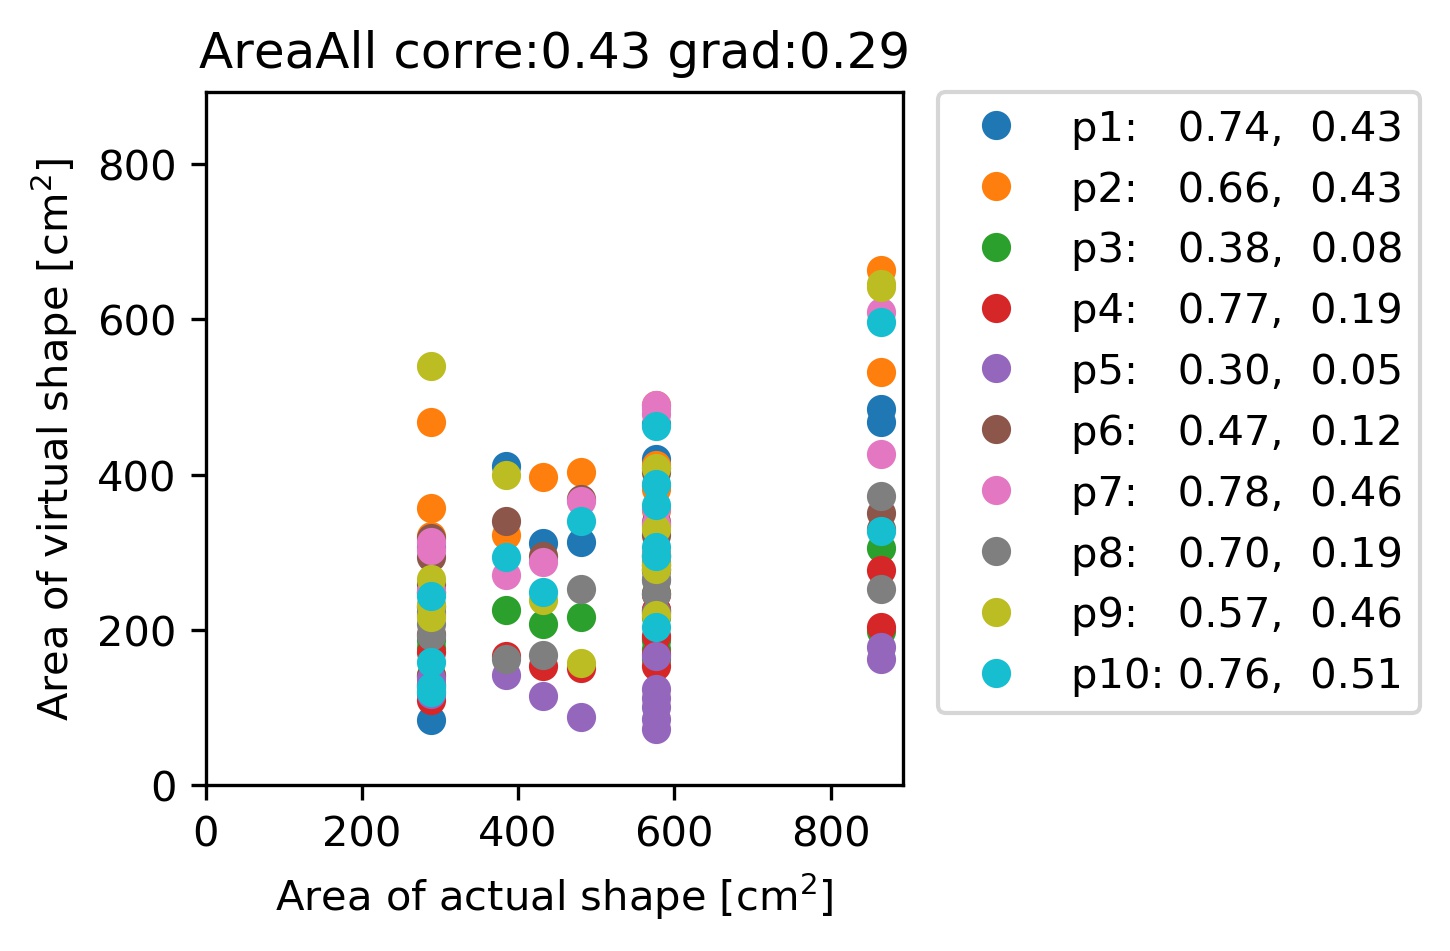 AreaAll corre:0.43 grad:0.29
Area of virtual shape [cm²]
800
600
400
200
0
0 200 400 600 800
Area of actual shape [cm²]
p1: 0.74, 0.43
p2: 0.66, 0.43
p3: 0.38, 0.08
p4: 0.77, 0.19
p5: 0.30, 0.05
p6: 0.47, 0.12
p7: 0.78, 0.46
p8: 0.70, 0.19
p9: 0.57, 0.46
p10: 0.76, 0.51